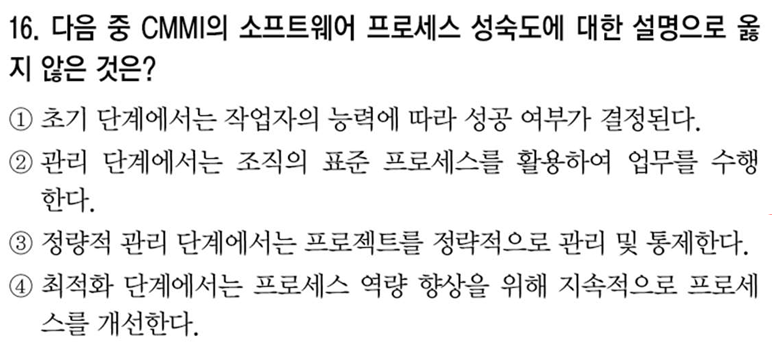 16. 다음 중 CMMI의 소프트웨어 프로세스 성숙도에 대한 설명으로 옳
지 않은 것은?
① 초기 단계에서는 작업자의 능력에 따라 성공 여부가 결정된다.
② 관리 단계에서는 조직의 표준 프로세스를 활용하여 업무를 수행
한다.
③ 정량적 관리 단계에서는 프로젝트를 정략적으로 관리 및 통제한다.
④ 최적화 단계에서는 프로세스 역량 향상을 위해 지속적으로 프로세
스를 개선한다.